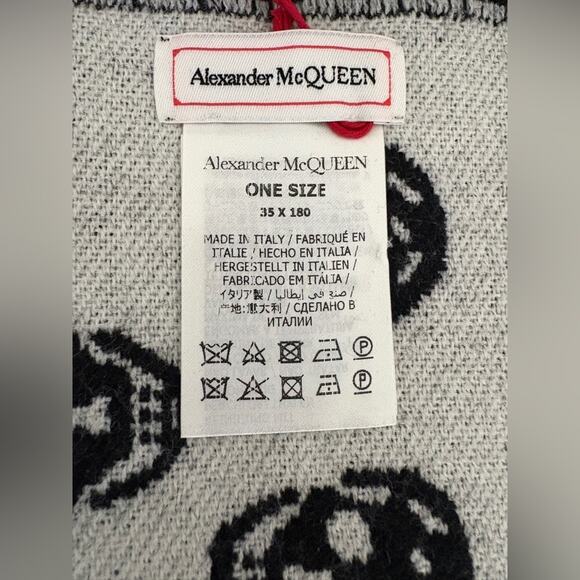 Alexander McQUEEN
Alexander McQUEEN
ONE SIZE
35 X 180
MADE IN ITALY / FABRIQUÉ EN
ITALIE / HECHO EN ITALIA /
HERGESTELLT IN ITALIEN /
FABRICADO EM ITÁLIA /
イタリア製 / صنع في إيطاليا /
产地:意大利 / СДЕЛАНО В
ИТАЛИИ
P
P